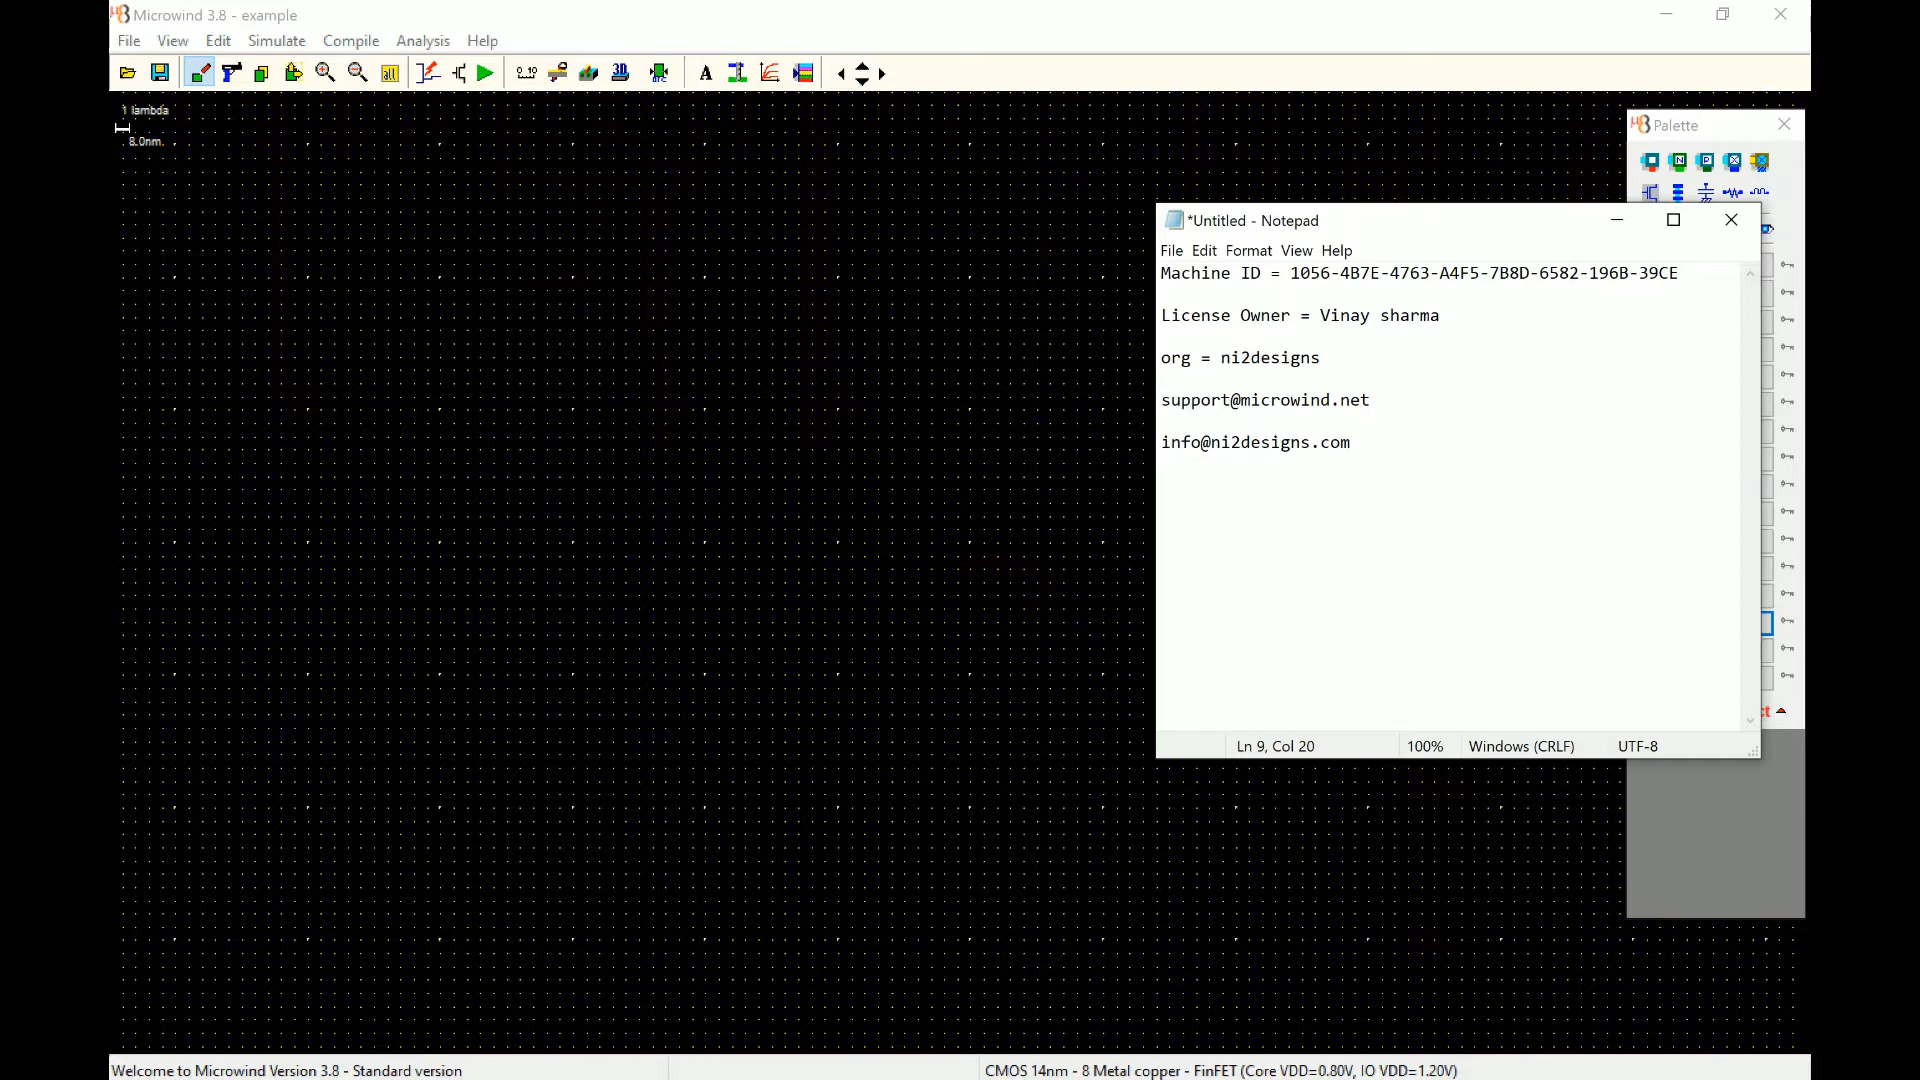 Microwind 3.8 - example
File View Edit Simulate Compile Analysis Help
1 lambda
8.0nm
Palette
*Untitled - Notepad
File Edit Format View Help
Machine ID = 1056-4B7E-4763-A4F5-7B8D-6582-196B-39CE
License Owner = Vinay sharma
org = ni2designs
support@microwind.net
info@ni2designs.com
Ln 9, Col 20 100% Windows (CRLF) UTF-8
Welcome to Microwind Version 3.8 - Standard version
CMOS 14nm - 8 Metal copper - FinFET (Core VDD=0.80V, IO VDD=1.20V)